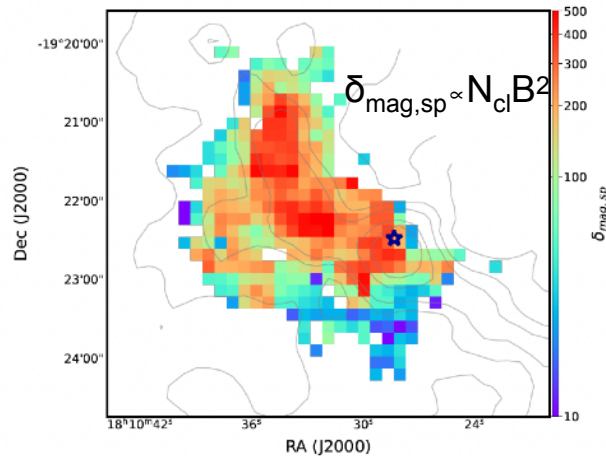 500
400
300
200
100
10
δmag,sp
δmag,sp∝NclB²
-19°20'00"
21'00"
22'00"
23'00"
24'00"
Dec (J2000)
18ʰ10ᵐ42ˢ 36ˢ 30ˢ 24ˢ
RA (J2000)